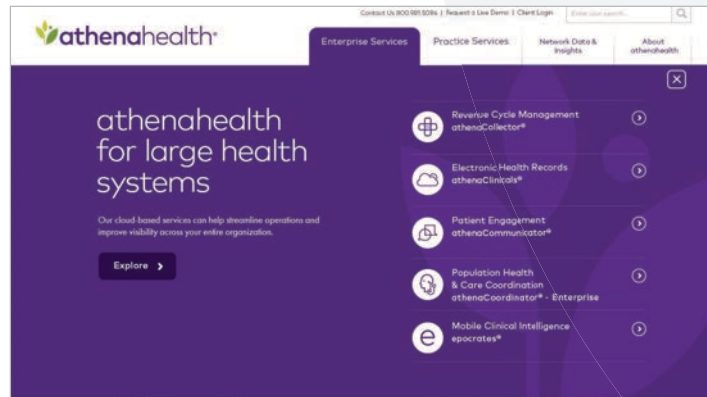 Contact Us 800.981.5084 | Request a Live Demo | Client Login
Enter your search...
athenahealth®
Enterprise Services
Practice Services
Network Data &
Insights
About
athenahealth
athenahealth
for large health
systems
Our cloud-based services can help streamline operations and
improve visibility across your entire organization.
Explore
Revenue Cycle Management
athenaCollector®
Electronic Health Records
athenaClinicals®
Patient Engagement
athenaCommunicator®
Population Health
& Care Coordination
athenaCoordinator® - Enterprise
Mobile Clinical Intelligence
epocrates®